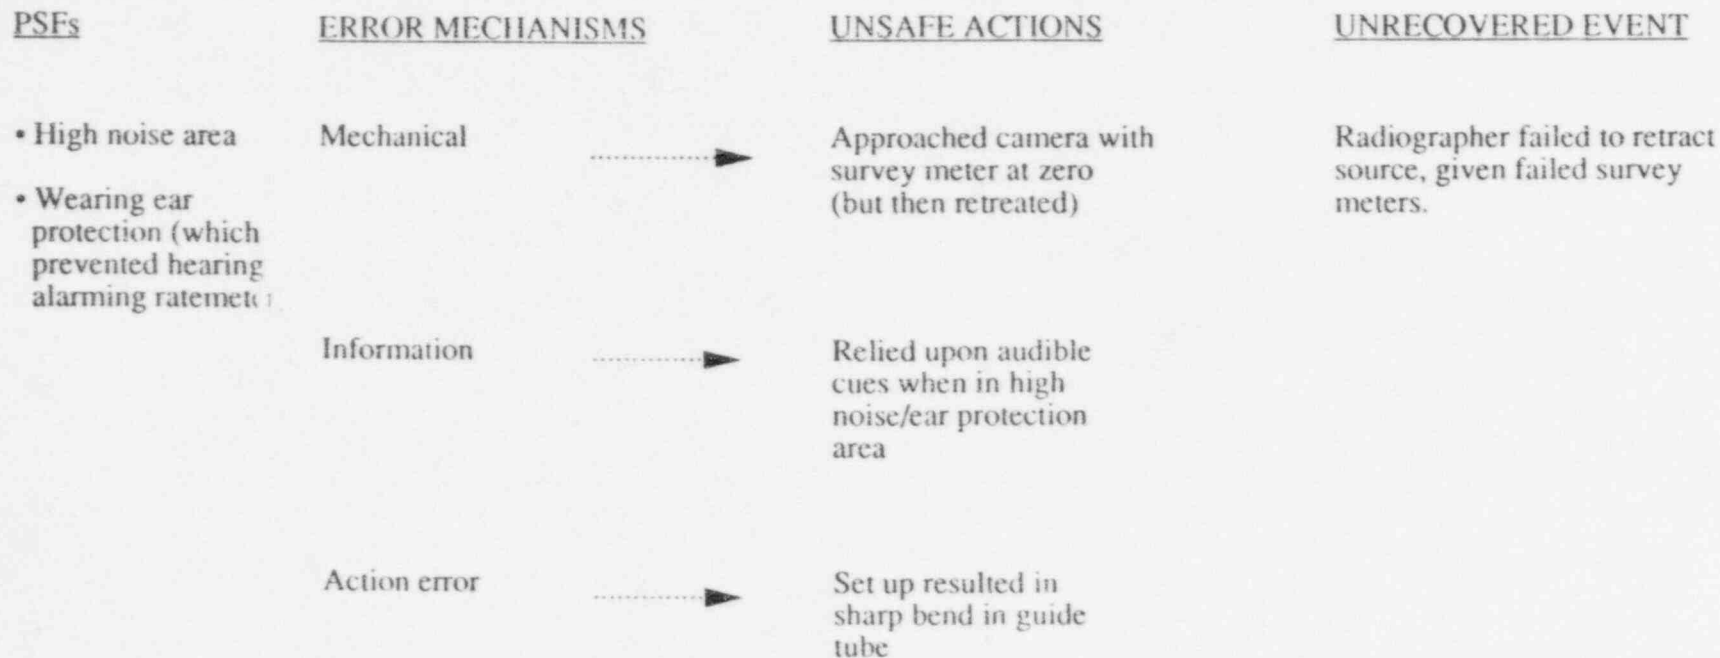 PSFs
ERROR MECHANISMS
UNSAFE ACTIONS
UNRECOVERED EVENT
• High noise area
• Wearing ear
protection (which
prevented hearing
alarming ratemeter
Mechanical
Approached camera with
survey meter at zero
(but then retreated)
Radiographer failed to retract
source, given failed survey
meters.
Information
Relied upon audible
cues when in high
noise/ear protection
area
Action error
Set up resulted in
sharp bend in guide
tube